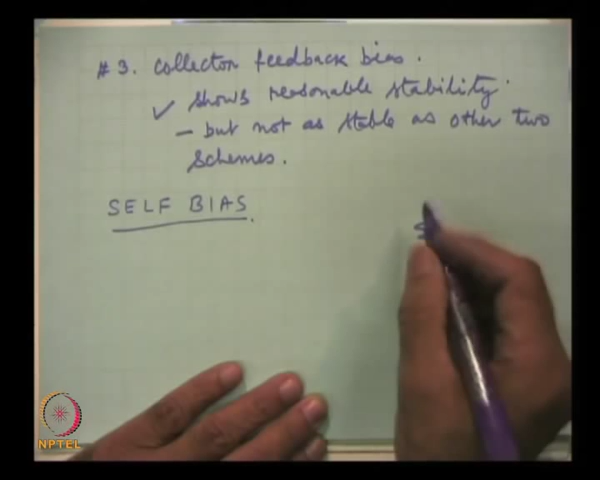 # 3. Collector feedback bias.
✓ shows reasonable stability.
- but not as stable as other two
schemes.
SELF BIAS.
NPTEL